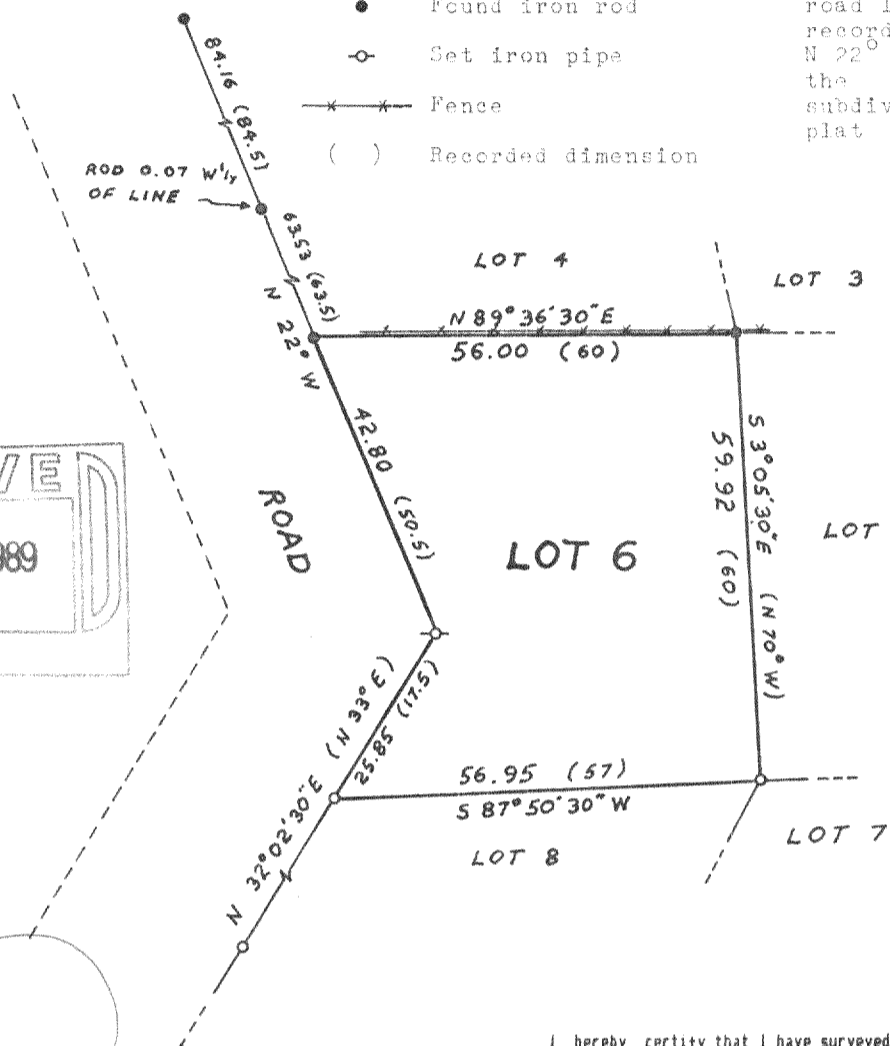 Found iron rod
Set iron pipe
Fence
( ) Recorded dimension
N 22°
the
plat
84.16 (84.5)
ROD 0.07 W'ly
OF LINE
63.53 (63.5)
N 22° W
LOT 4
LOT 3
N 89° 36' 30" E
56.00 (60)
42.80 (50.5)
S 3° 05' 30" E (N 70° W)
59.92 (60)
ROAD
LOT 6
LOT
VE
D
989
N 32° 02' 30" E (N 33° E)
25.85 (17.5)
56.95 (57)
S 87° 50' 30" W
LOT 8
LOT 7
I hereby certify that I have surveyed